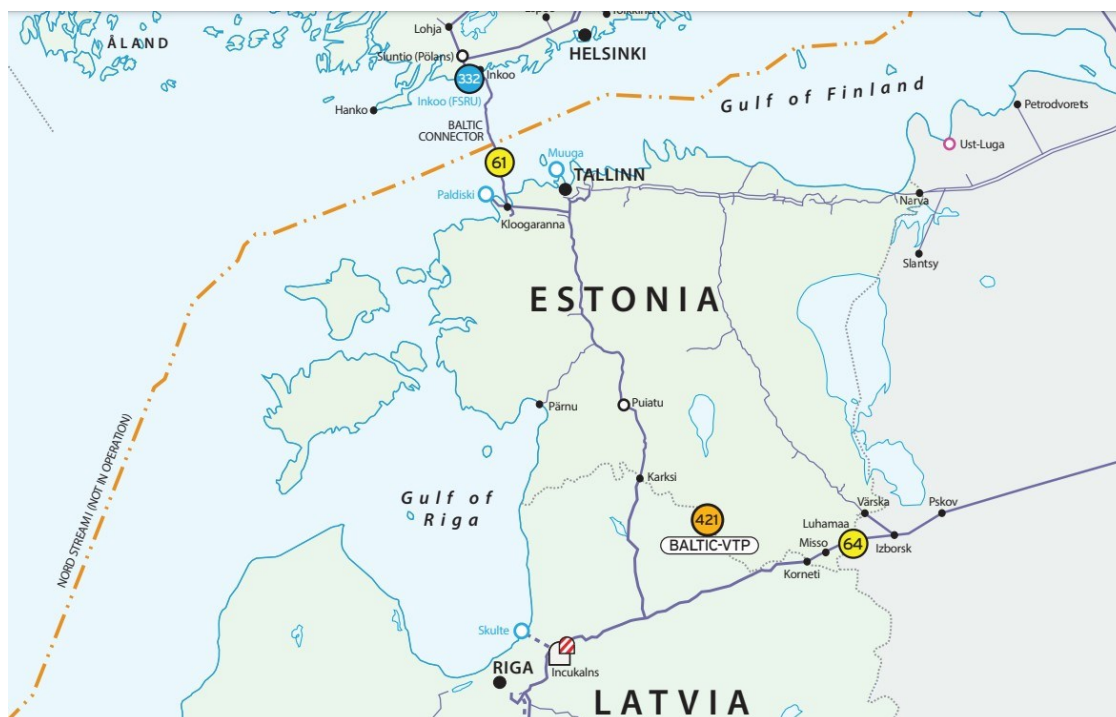 Lohja
ÅLAND
Siuntio (Pölans)
HELSINKI
332
Inkoo
Inkoo (FSRU)
Hanko
Gulf of Finland
Petrodvorets
BALTIC
CONNECTOR
Ust-Luga
61
Muuga
TALLINN
Paldiski
Narva
Kloogaranna
Slantsy
ESTONIA
Pärnu
Puiatu
NORD STREAM I (NOT IN OPERATION)
Karksi
Gulf of
Riga
421
BALTIC-VTP
Värska
Pskov
Luhamaa
Misso
64
Izborsk
Korneti
Skulte
Incukalns
RIGA
LATVIA